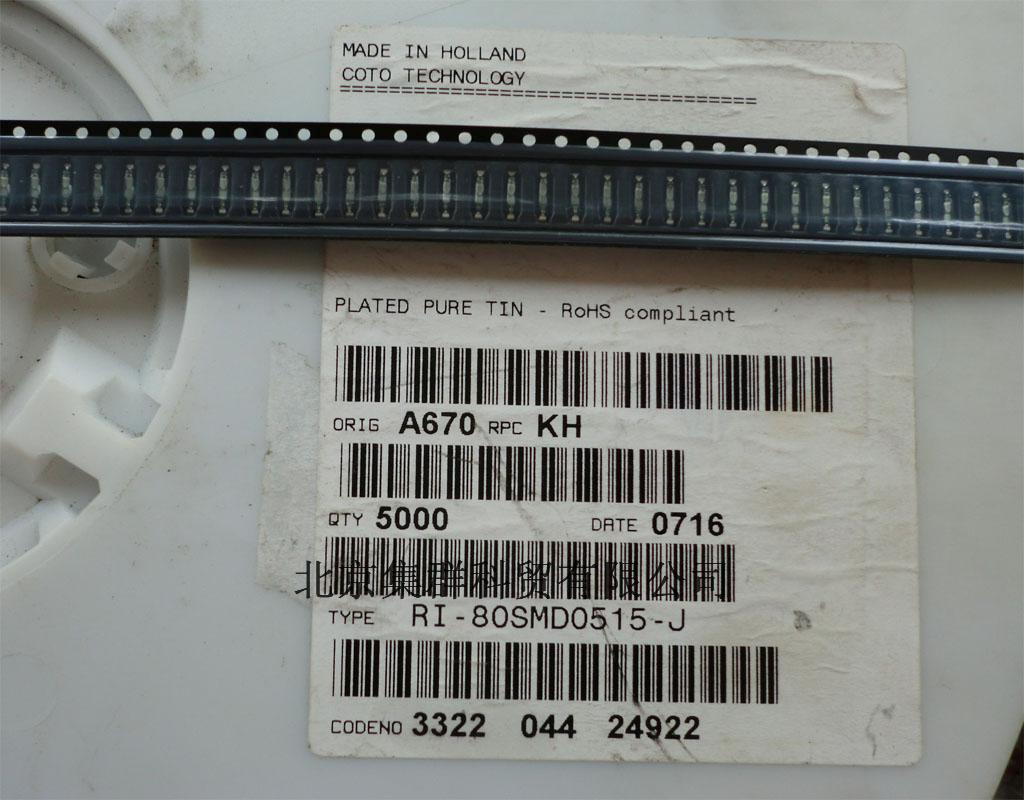 MADE IN HOLLAND
COTO TECHNOLOGY
================================
PLATED PURE TIN - RoHS compliant
ORIG A670 RPC KH
QTY 5000 DATE 0716
北京集群科贸有限公司
TYPE RI-80SMD0515-J
CODENO 3322 044 24922